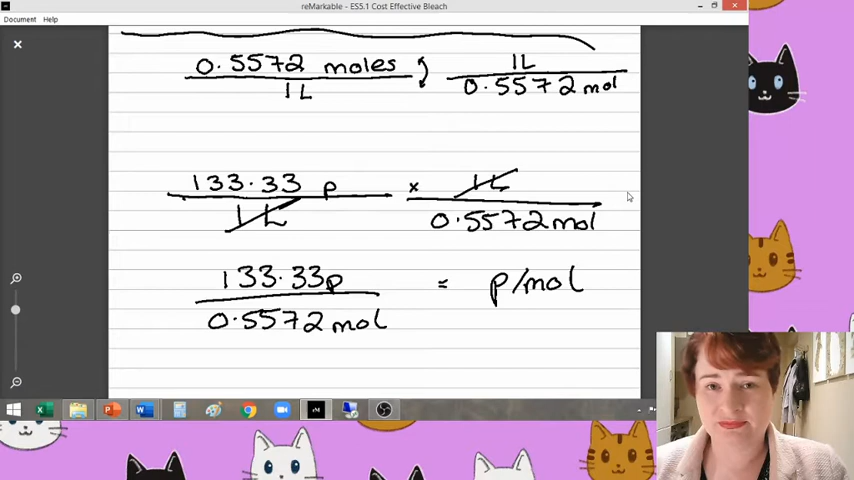 reMarkable - ES5.1 Cost Effective Bleach
Document Help
0.5572 moles 1L
1L 0.5572 mol
133.33 p × 1L
1L 0.5572 mol
133.33p = p/mol
0.5572 mol